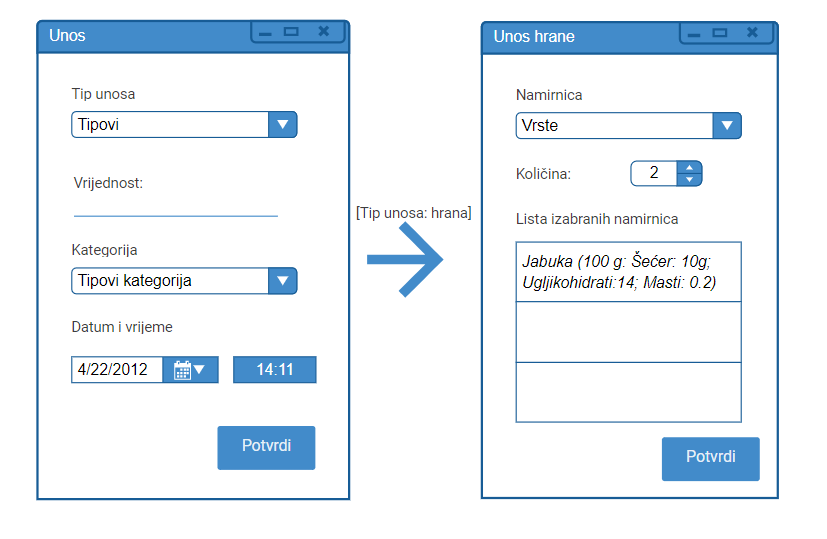 Unos
Tip unosa
Tipovi
Vrijednost:
Kategorija
Tipovi kategorija
Datum i vrijeme
4/22/2012
14:11
Potvrdi
[Tip unosa: hrana]
Unos hrane
Namirnica
Vrste
Količina:
2
Lista izabranih namirnica
Jabuka (100 g: Šećer: 10g;
Ugljikohidrati:14; Masti: 0.2)
Potvrdi